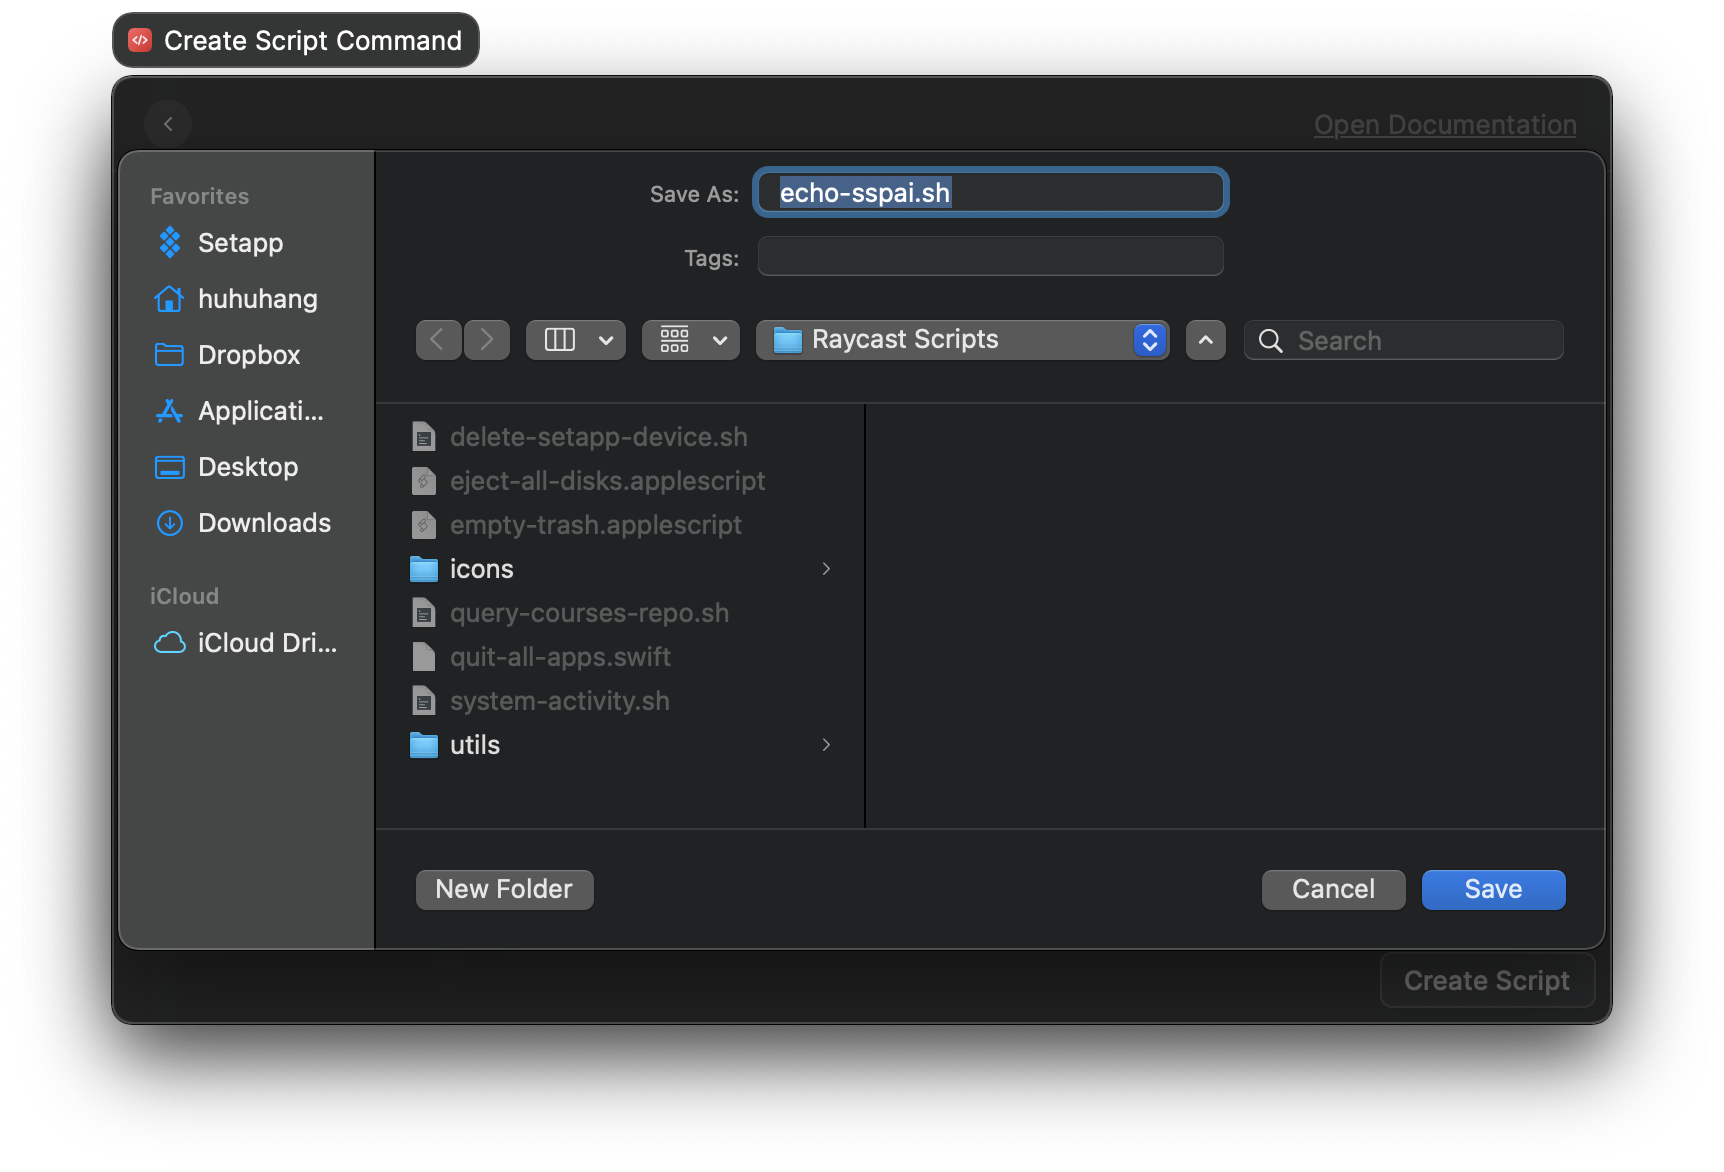 Create Script Command
Open Documentation
Favorites
Setapp
huhuhang
Dropbox
Applicati...
Desktop
Downloads
iCloud
iCloud Dri...
Save As: echo-sspai.sh
Tags:
Raycast Scripts
Search
delete-setapp-device.sh
eject-all-disks.applescript
empty-trash.applescript
icons
query-courses-repo.sh
quit-all-apps.swift
system-activity.sh
utils
New Folder
Cancel
Save
Create Script